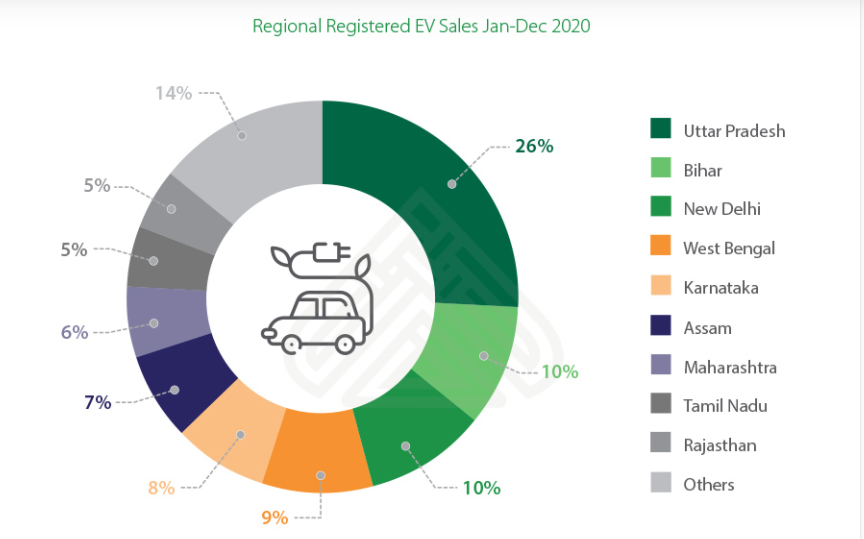 Regional Registered EV Sales Jan-Dec 2020
14%
26%
5%
5%
6%
10%
7%
8%
10%
9%
Uttar Pradesh
Bihar
New Delhi
West Bengal
Karnataka
Assam
Maharashtra
Tamil Nadu
Rajasthan
Others